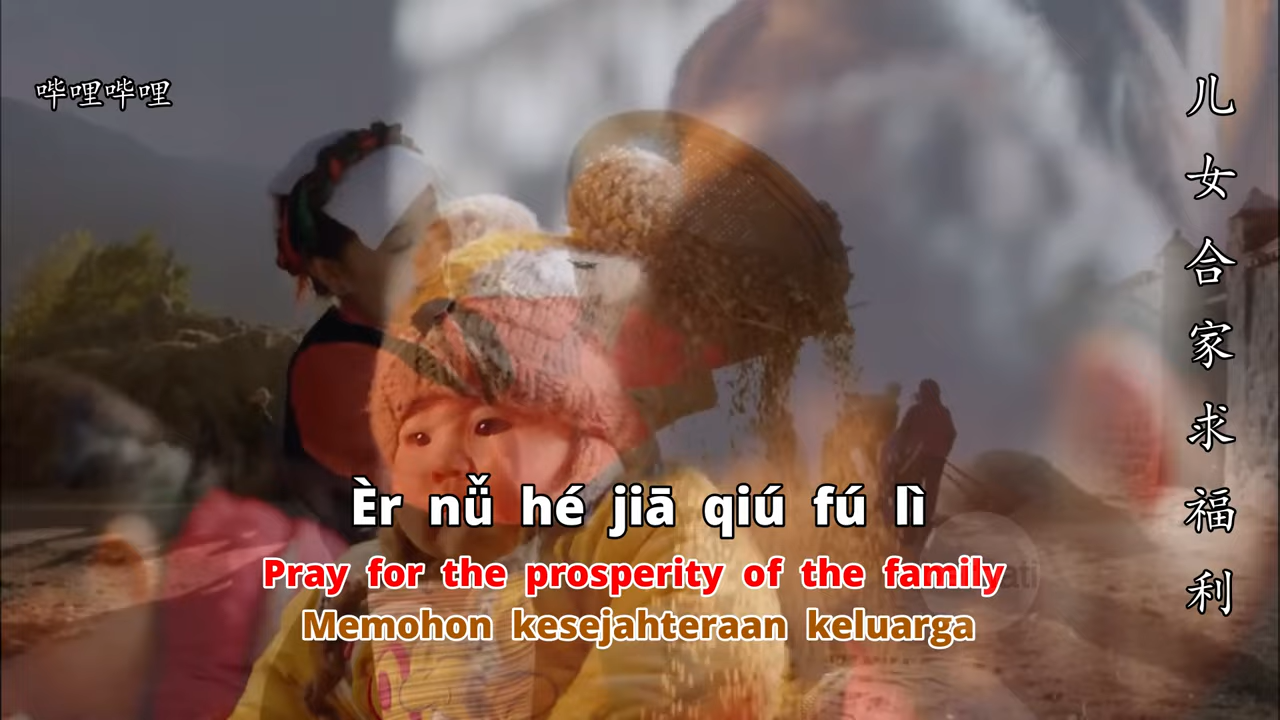 哔哩哔哩
儿女合家求福利
Èr nǚ hé jiā qiú fú lì
Pray for the prosperity of the family
Memohon kesejahteraan keluarga